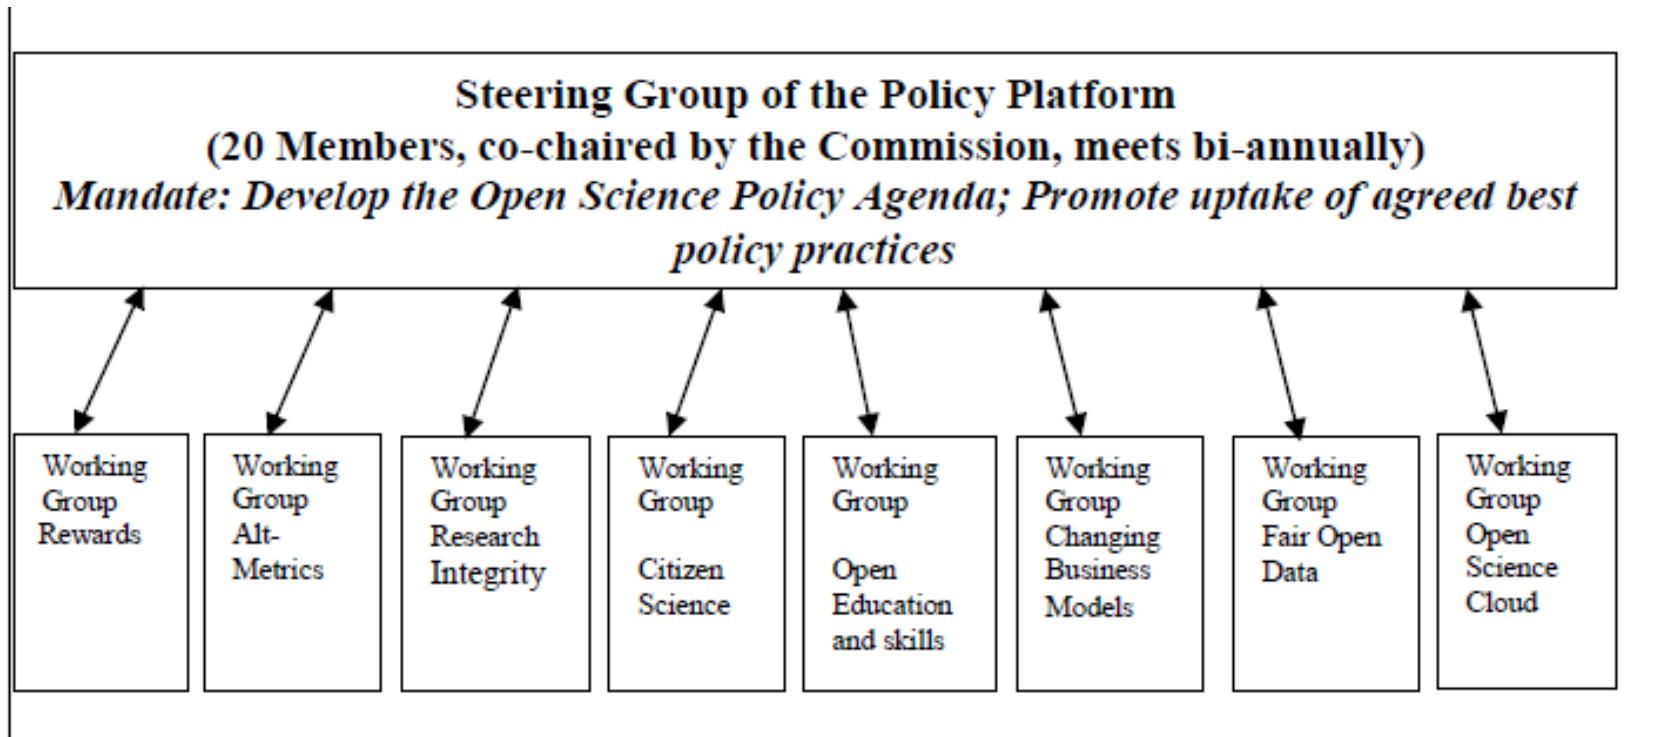 Steering Group of the Policy Platform
(20 Members, co-chaired by the Commission, meets bi-annually)
Mandate: Develop the Open Science Policy Agenda; Promote uptake of agreed best
policy practices
Working
Group
Rewards
Working
Group
Alt-
Metrics
Working
Group
Research
Integrity
Working
Group
Citizen
Science
Working
Group
Open
Education
and skills
Working
Group
Changing
Business
Models
Working
Group
Fair Open
Data
Working
Group
Open
Science
Cloud